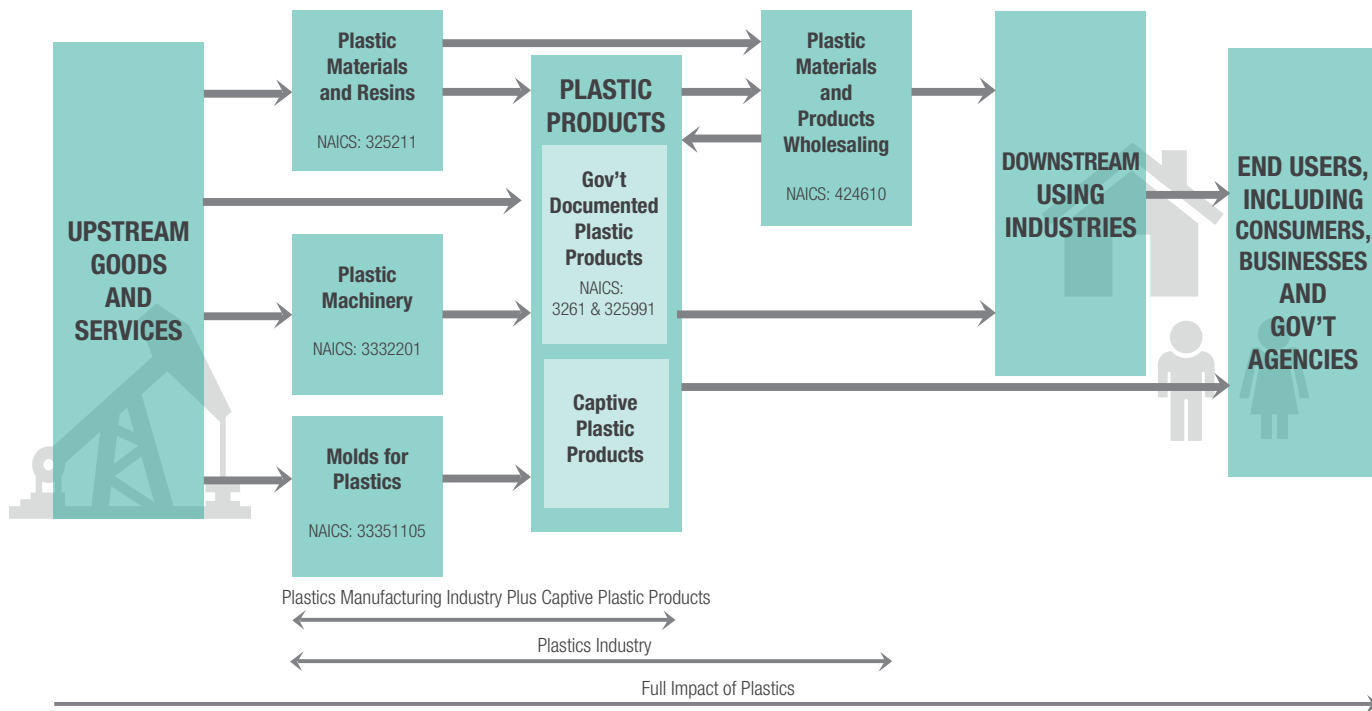 UPSTREAM
GOODS
AND
SERVICES
Plastic
Materials
and Resins
NAICS: 325211
Plastic
Machinery
NAICS: 3332201
Molds for
Plastics
NAICS: 33351105
PLASTIC
PRODUCTS
Gov't
Documented
Plastic
Products
NAICS:
3261 & 325991
Captive
Plastic
Products
Plastic
Materials
and
Products
Wholesaling
NAICS: 424610
DOWNSTREAM
USING
INDUSTRIES
END USERS,
INCLUDING
CONSUMERS,
BUSINESSES
AND
GOV'T
AGENCIES
Plastics Manufacturing Industry Plus Captive Plastic Products
Plastics Industry
Full Impact of Plastics